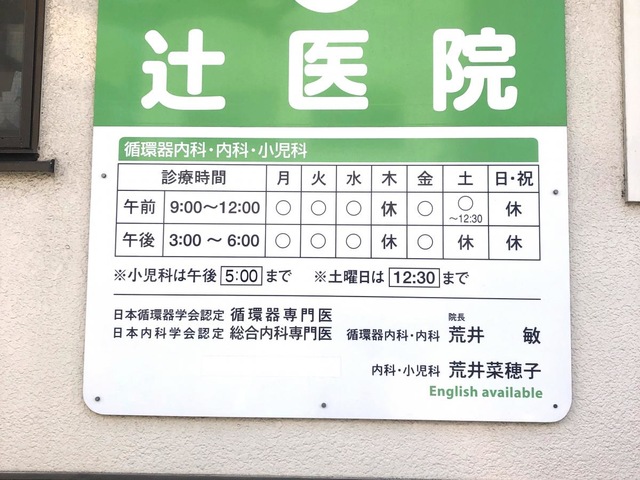 辻医院
循環器内科・内科・小児科
診療時間 月 火 水 木 金 土 日・祝
午前 9:00〜12:00 ○ ○ ○ 休 ○ ○〜12:30 休
午後 3:00 〜 6:00 ○ ○ ○ 休 ○ 休 休
※小児科は午後 5:00 まで ※土曜日は 12:30 まで
日本循環器学会認定 循環器専門医
日本内科学会認定 総合内科専門医
院長
循環器内科・内科 荒井 敏
内科・小児科 荒井菜穂子
English available